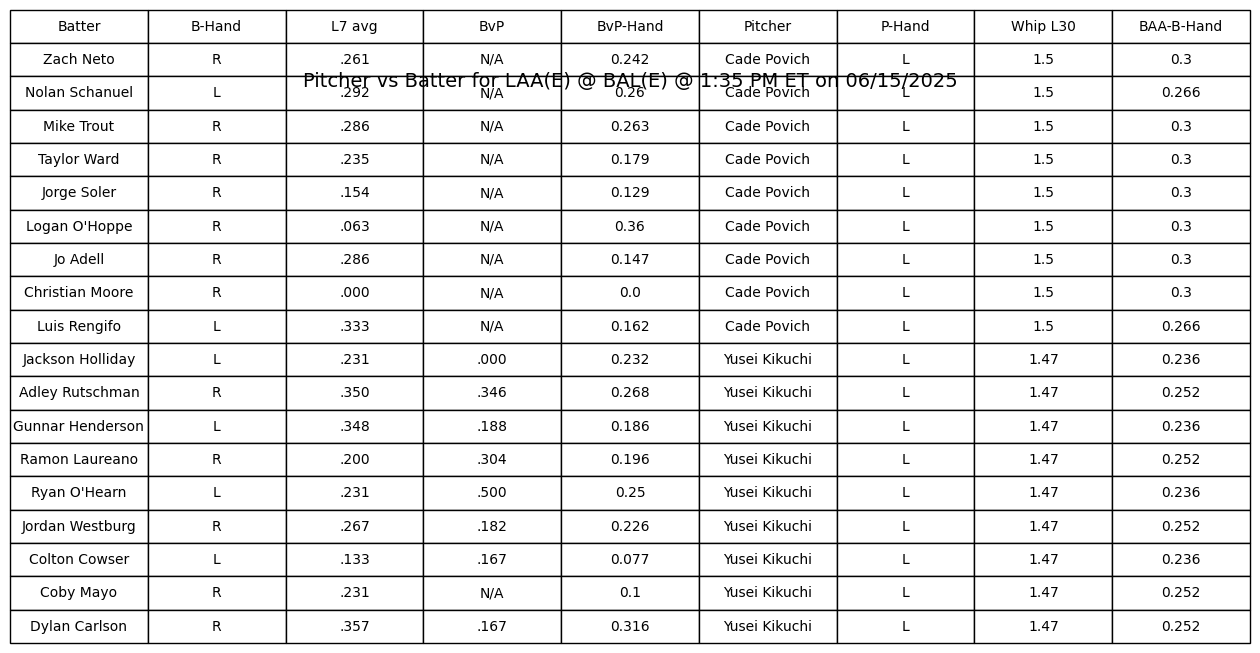 Batter B-Hand L7 avg BvP BvP-Hand Pitcher P-Hand Whip L30 BAA-B-Hand
Zach Neto R .261 N/A 0.242 Cade Povich L 1.5 0.3
Pitcher vs Batter for LAA(E) @ BAL(E) @ 1:35 PM ET on 06/15/2025
Nolan Schanuel L .292 N/A 0.26 Cade Povich L 1.5 0.266
Mike Trout R .286 N/A 0.263 Cade Povich L 1.5 0.3
Taylor Ward R .235 N/A 0.179 Cade Povich L 1.5 0.3
Jorge Soler R .154 N/A 0.129 Cade Povich L 1.5 0.3
Logan O'Hoppe R .063 N/A 0.36 Cade Povich L 1.5 0.3
Jo Adell R .286 N/A 0.147 Cade Povich L 1.5 0.3
Christian Moore R .000 N/A 0.0 Cade Povich L 1.5 0.3
Luis Rengifo L .333 N/A 0.162 Cade Povich L 1.5 0.266
Jackson Holliday L .231 .000 0.232 Yusei Kikuchi L 1.47 0.236
Adley Rutschman R .350 .346 0.268 Yusei Kikuchi L 1.47 0.252
Gunnar Henderson L .348 .188 0.186 Yusei Kikuchi L 1.47 0.236
Ramon Laureano R .200 .304 0.196 Yusei Kikuchi L 1.47 0.252
Ryan O'Hearn L .231 .500 0.25 Yusei Kikuchi L 1.47 0.236
Jordan Westburg R .267 .182 0.226 Yusei Kikuchi L 1.47 0.252
Colton Cowser L .133 .167 0.077 Yusei Kikuchi L 1.47 0.236
Coby Mayo R .231 N/A 0.1 Yusei Kikuchi L 1.47 0.252
Dylan Carlson R .357 .167 0.316 Yusei Kikuchi L 1.47 0.252